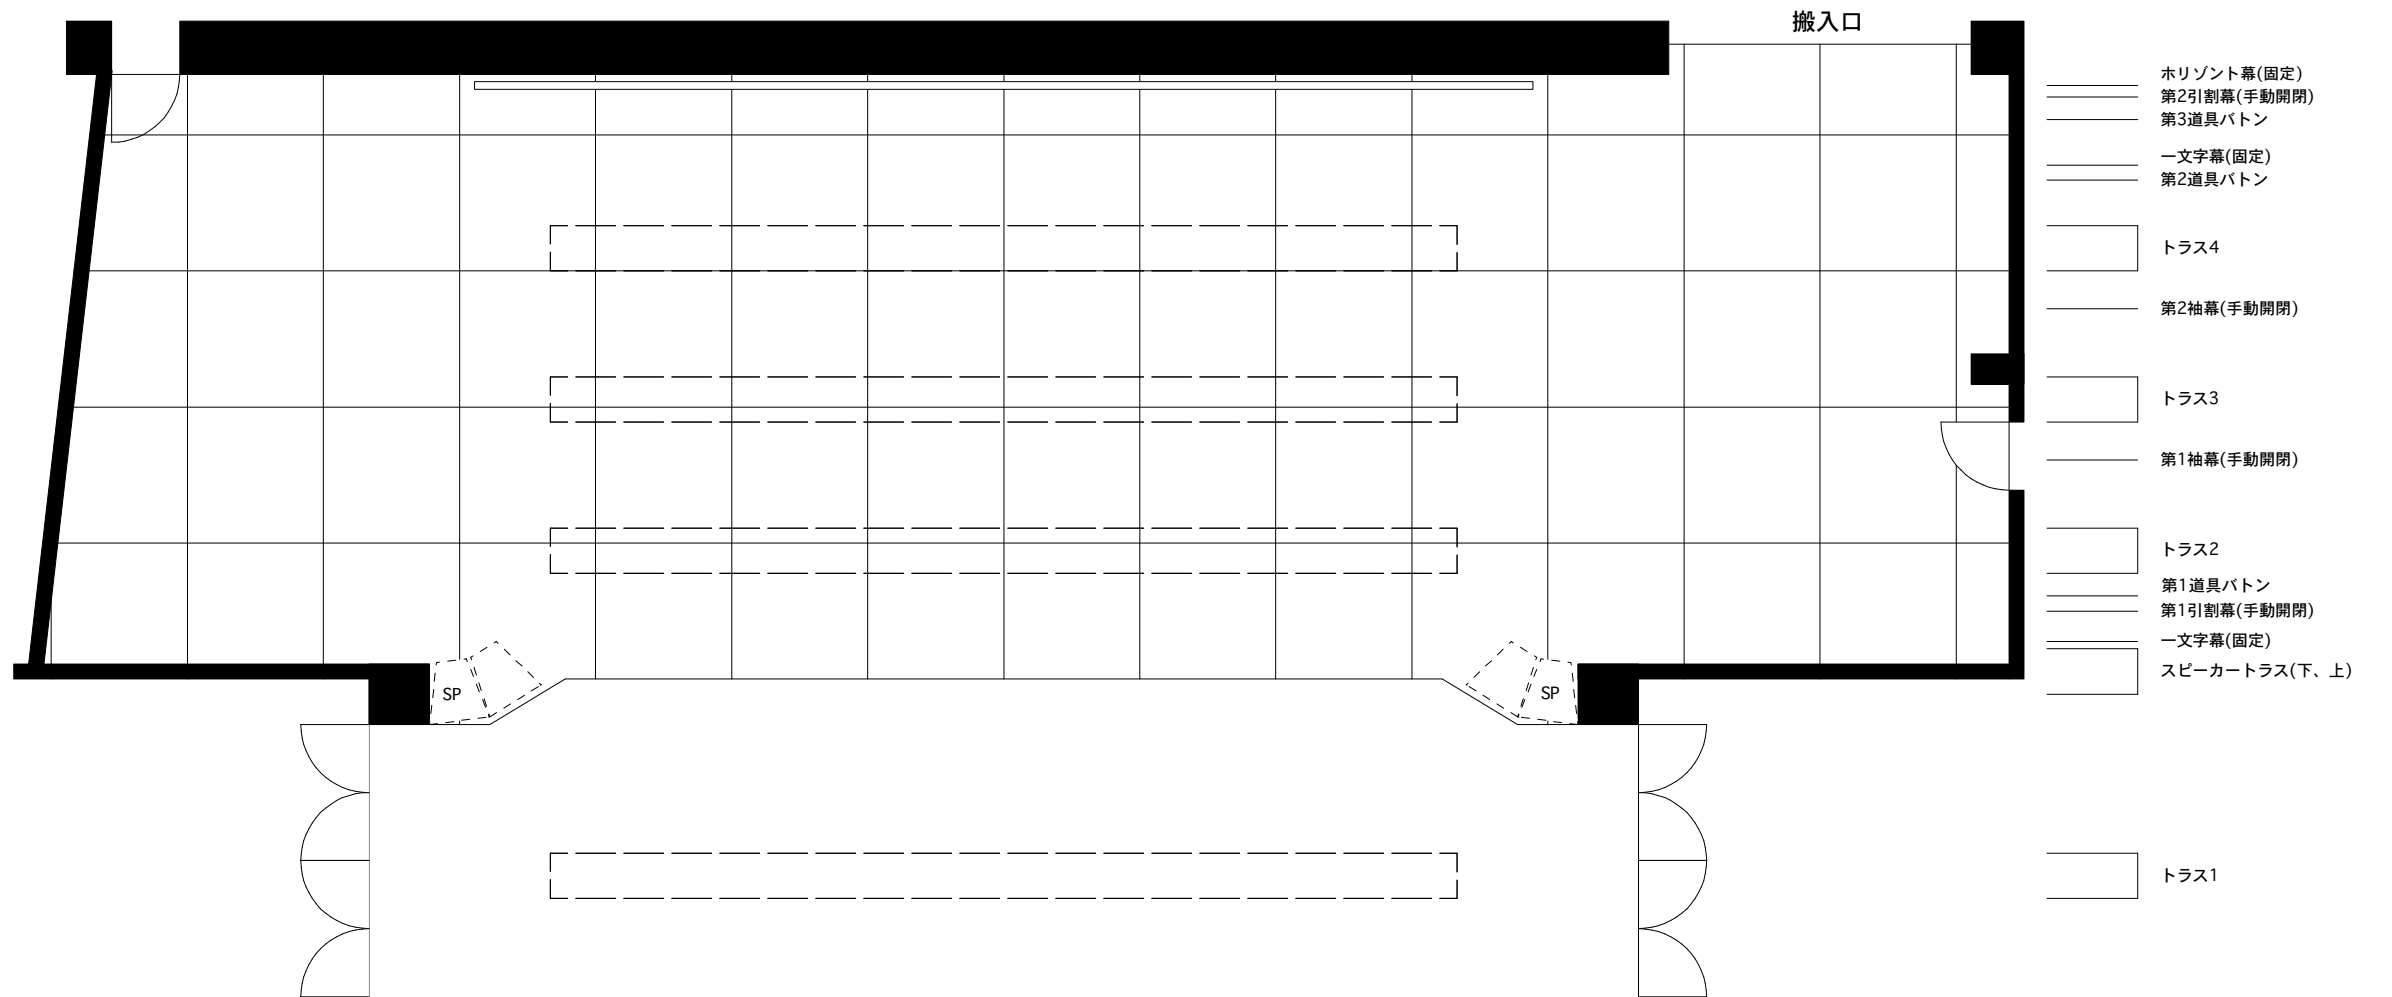 搬入口
ホリゾント幕(固定)
第2引割幕(手動開閉)
第3道具バトン
一文字幕(固定)
第2道具バトン
トラス4
第2袖幕(手動開閉)
トラス3
第1袖幕(手動開閉)
トラス2
第1道具バトン
第1引割幕(手動開閉)
一文字幕(固定)
スピーカートラス(下、上)
SP
SP
トラス1